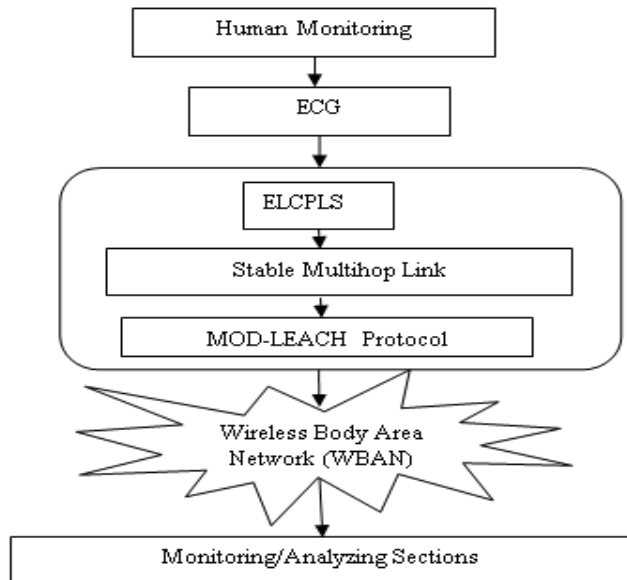 Human Monitoring
ECG
ELCPLS
Stable Multihop Link
MOD-LEACH Protocol
Wireless Body Area
Network (WBAN)
Monitoring/Analyzing Sections